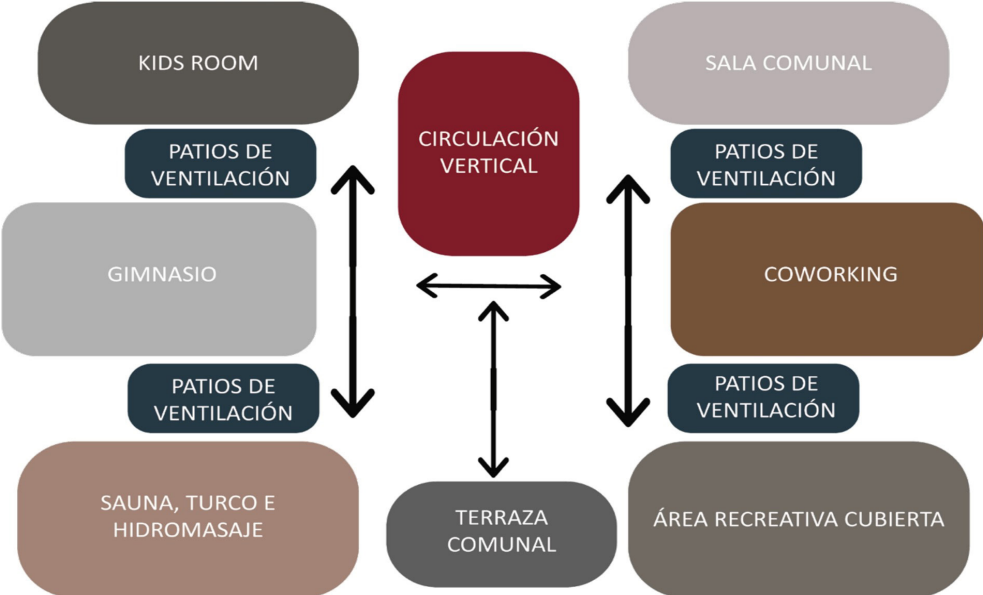 KIDS ROOM
SALA COMUNAL
CIRCULACIÓN
VERTICAL
PATIOS DE
VENTILACIÓN
PATIOS DE
VENTILACIÓN
GIMNASIO
COWORKING
PATIOS DE
VENTILACIÓN
PATIOS DE
VENTILACIÓN
SAUNA, TURCO E
HIDROMASAJE
TERRAZA
COMUNAL
ÁREA RECREATIVA CUBIERTA